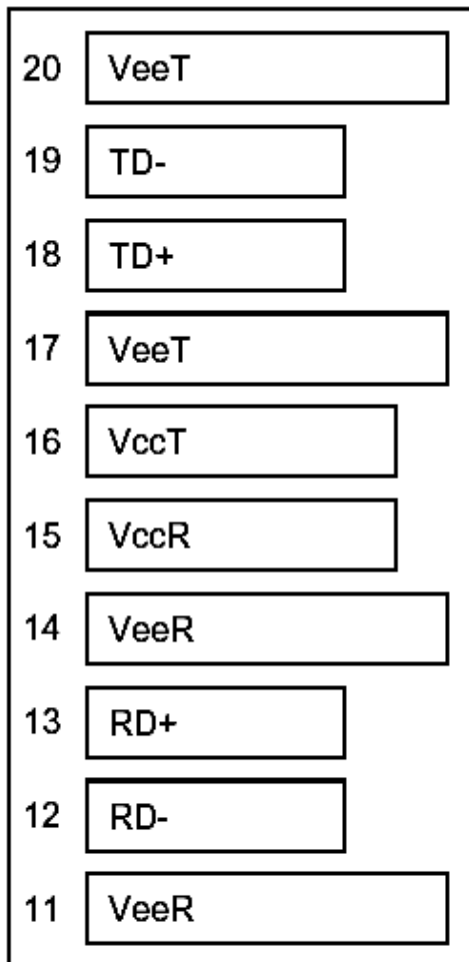 20 VeeT
19 TD-
18 TD+
17 VeeT
16 VccT
15 VccR
14 VeeR
13 RD+
12 RD-
11 VeeR